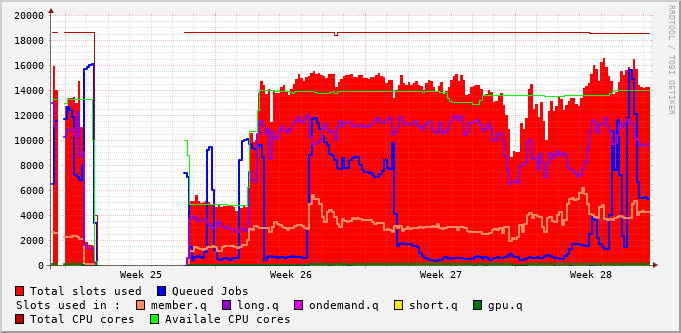 20000
18000
16000
14000
12000
10000
8000
6000
4000
2000
0
Week 25 Week 26 Week 27 Week 28
Total slots used Queued Jobs
Slots used in : member.q long.q ondemand.q short.q gpu.q
Total CPU cores Availale CPU cores
RRDTOOL / TOBI OETIKER